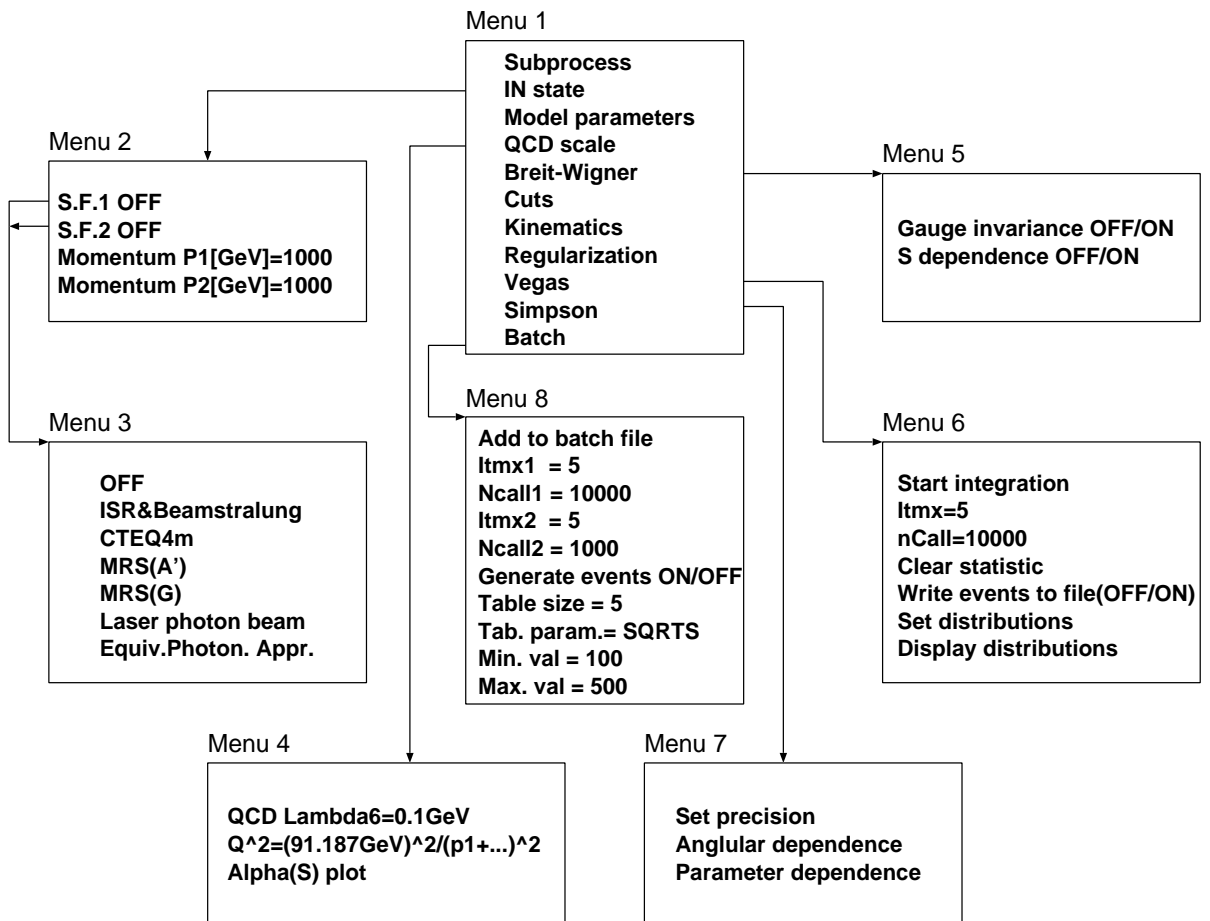 Menu 1
Subprocess
IN state
Model parameters
QCD scale
Breit-Wigner
Cuts
Kinematics
Regularization
Vegas
Simpson
Batch
Menu 2
S.F.1 OFF
S.F.2 OFF
Momentum P1[GeV]=1000
Momentum P2[GeV]=1000
Menu 5
Gauge invariance OFF/ON
S dependence OFF/ON
Menu 3
OFF
ISR&Beamstralung
CTEQ4m
MRS(A')
MRS(G)
Laser photon beam
Equiv.Photon. Appr.
Menu 8
Add to batch file
Itmx1 = 5
Ncall1 = 10000
Itmx2 = 5
Ncall2 = 1000
Generate events ON/OFF
Table size = 5
Tab. param.= SQRTS
Min. val = 100
Max. val = 500
Menu 6
Start integration
Itmx=5
nCall=10000
Clear statistic
Write events to file(OFF/ON)
Set distributions
Display distributions
Menu 4
QCD Lambda6=0.1GeV
Q^2=(91.187GeV)^2/(p1+...)^2
Alpha(S) plot
Menu 7
Set precision
Anglular dependence
Parameter dependence